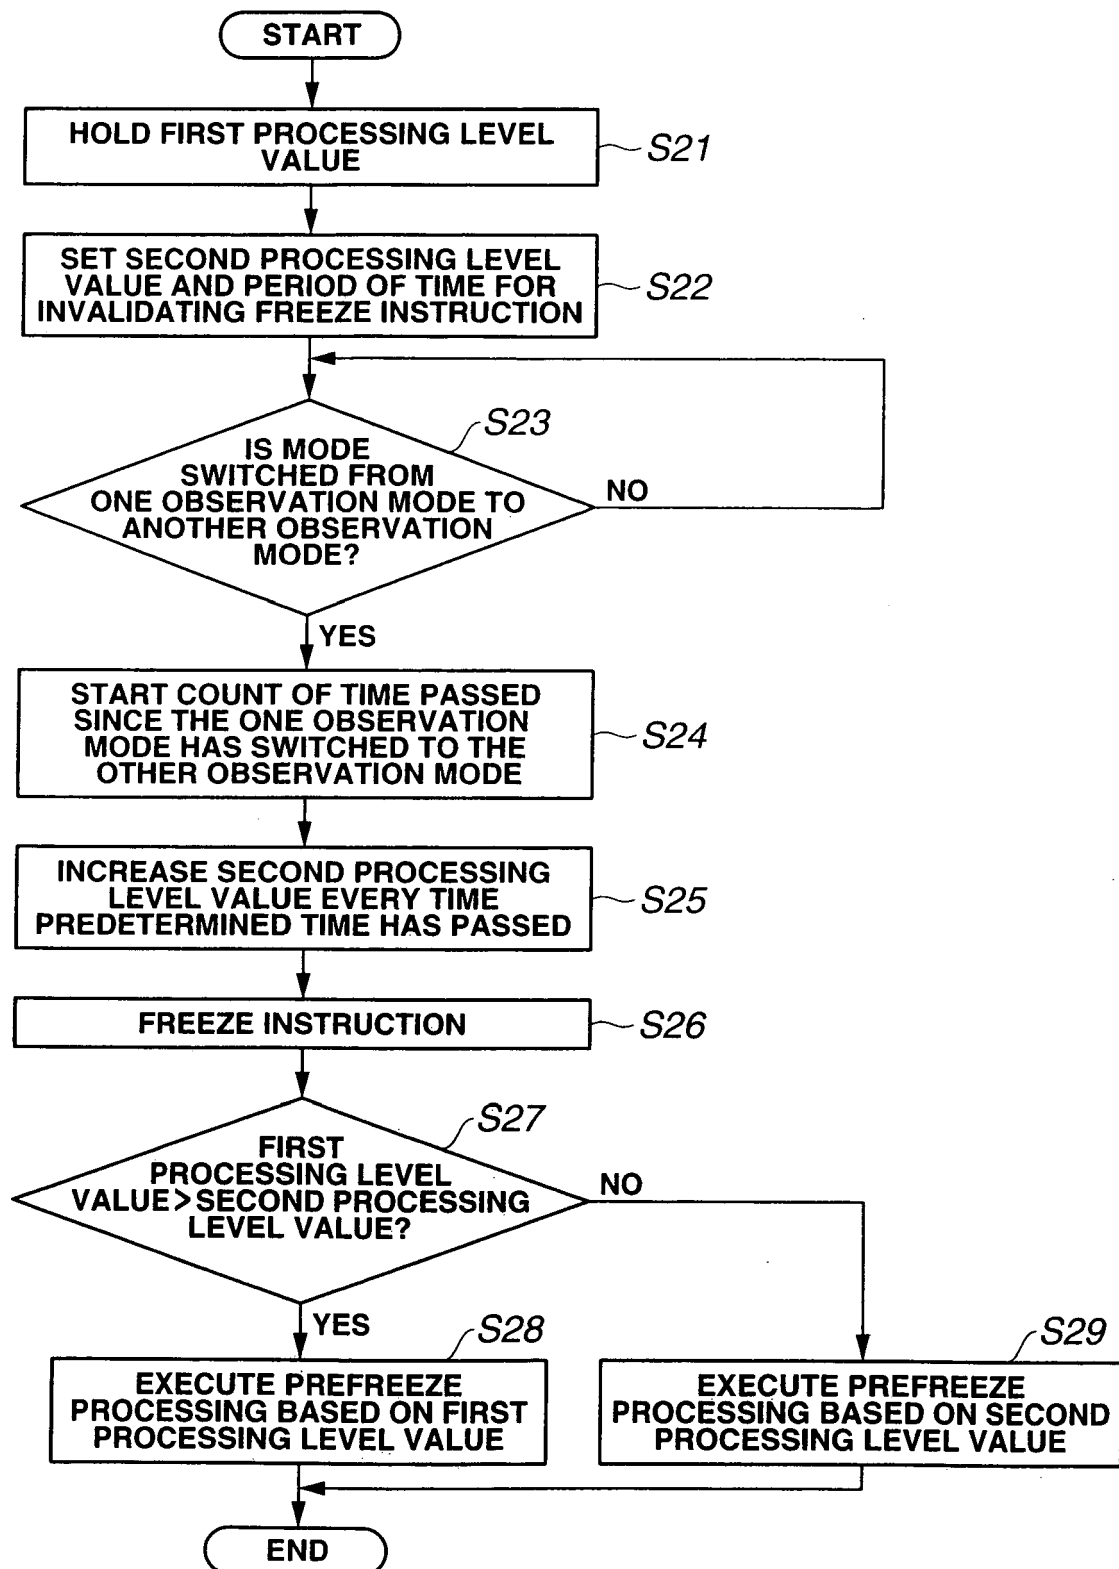 START
HOLD FIRST PROCESSING LEVEL
VALUE
S21
SET SECOND PROCESSING LEVEL
VALUE AND PERIOD OF TIME FOR
INVALIDATING FREEZE INSTRUCTION
S22
S23
IS MODE
SWITCHED FROM
ONE OBSERVATION MODE TO
ANOTHER OBSERVATION
MODE?
NO
YES
START COUNT OF TIME PASSED
SINCE THE ONE OBSERVATION
MODE HAS SWITCHED TO THE
OTHER OBSERVATION MODE
S24
INCREASE SECOND PROCESSING
LEVEL VALUE EVERY TIME
PREDETERMINED TIME HAS PASSED
S25
FREEZE INSTRUCTION
S26
S27
FIRST
PROCESSING LEVEL
VALUE>SECOND PROCESSING
LEVEL VALUE?
NO
YES
S28
EXECUTE PREFREEZE
PROCESSING BASED ON FIRST
PROCESSING LEVEL VALUE
S29
EXECUTE PREFREEZE
PROCESSING BASED ON SECOND
PROCESSING LEVEL VALUE
END